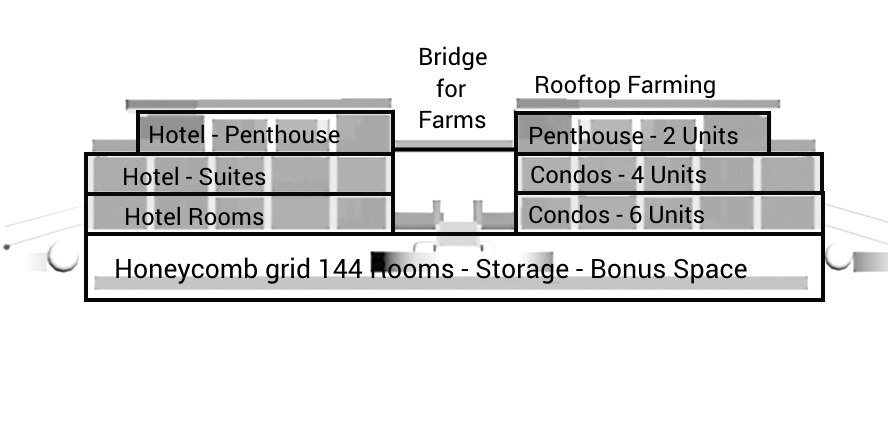 Bridge
for
Farms
Rooftop Farming
Hotel - Penthouse
Penthouse - 2 Units
Hotel - Suites
Condos - 4 Units
Hotel Rooms
Condos - 6 Units
Honeycomb grid 144 Rooms - Storage - Bonus Space